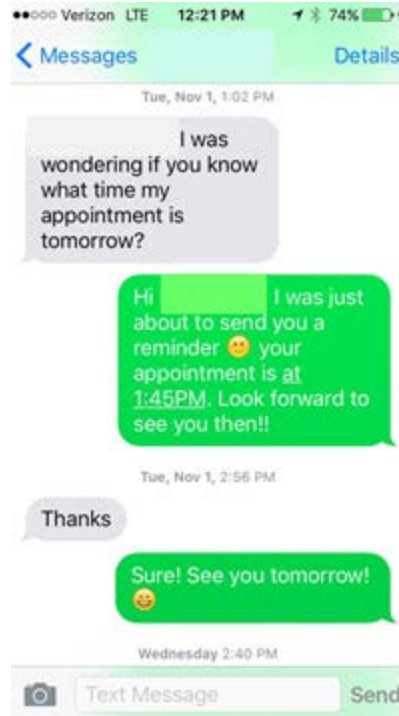 Verizon LTE 12:21 PM 74%
Messages Details
Tue, Nov 1, 1:02 PM
I was
wondering if you know
what time my
appointment is
tomorrow?
Hi I was just
about to send you a
reminder 🙂 your
appointment is at
1:45PM. Look forward to
see you then!!
Tue, Nov 1, 2:56 PM
Thanks
Sure! See you tomorrow!
😀
Wednesday 2:40 PM
Text Message Send